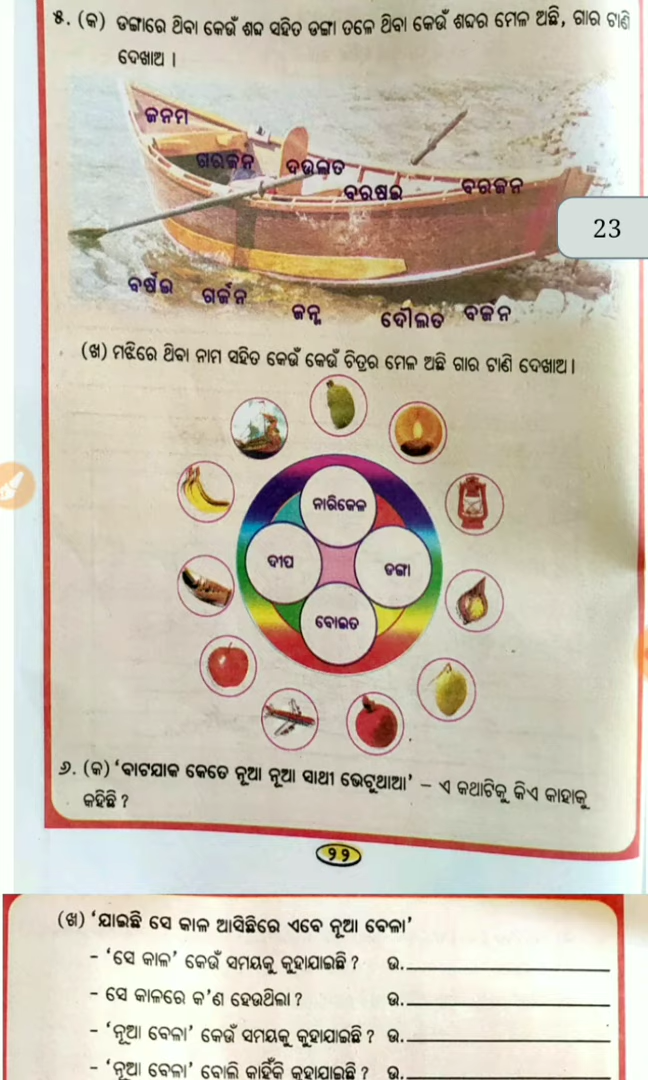 ୫. (କ) ଡଙ୍ଗାରେ ଥିବା କେଉଁ ଶବ୍ଦ ସହିତ ଡଙ୍ଗା ତଳେ ଥିବା କେଉଁ ଶବ୍ଦର ମେଳ ଅଛି, ଗାର ଟାଣି
ଦେଖାଅ ।
ଜନମ
ଗରଜନ ଦଉଲତ
ବରଷଇ ବରଜନ
23
ବର୍ଷଇ ଗର୍ଜନ
ଜନ୍ମ ଦୌଲତ ବର୍ଜନ
(ଖ) ମଝିରେ ଥିବା ନାମ ସହିତ କେଉଁ କେଉଁ ଚିତ୍ରର ମେଳ ଅଛି ଗାର ଟାଣି ଦେଖାଅ।
ନାରିକେଳ
ଦୀପ ଡଙ୍ଗା
ବୋଇତ
୬. (କ) ‘ବାଟଯାକ କେତେ ନୂଆ ନୂଆ ସାଥୀ ଭେଟୁଥାଆ’ – ଏ କଥାଟିକୁ କିଏ କାହାକୁ
କହିଛି ?
୨୨
(ଖ) ‘ଯାଇଛି ସେ କାଳ ଆସିଛିରେ ଏବେ ନୂଆ ବେଳା’
- ‘ସେ କାଳ’ କେଉଁ ସମୟକୁ କୁହାଯାଇଛି ? ଉ.
- ସେ କାଳରେ କ’ଣ ହେଉଥିଲା ? ଉ.
- ‘ନୂଆ ବେଳା’ କେଉଁ ସମୟକୁ କୁହାଯାଇଛି ? ଉ.
- ‘ନୂଆ ବେଳା’ ବୋଲି କାହିଁକି କୁହାଯାଇଛି ? ଉ.